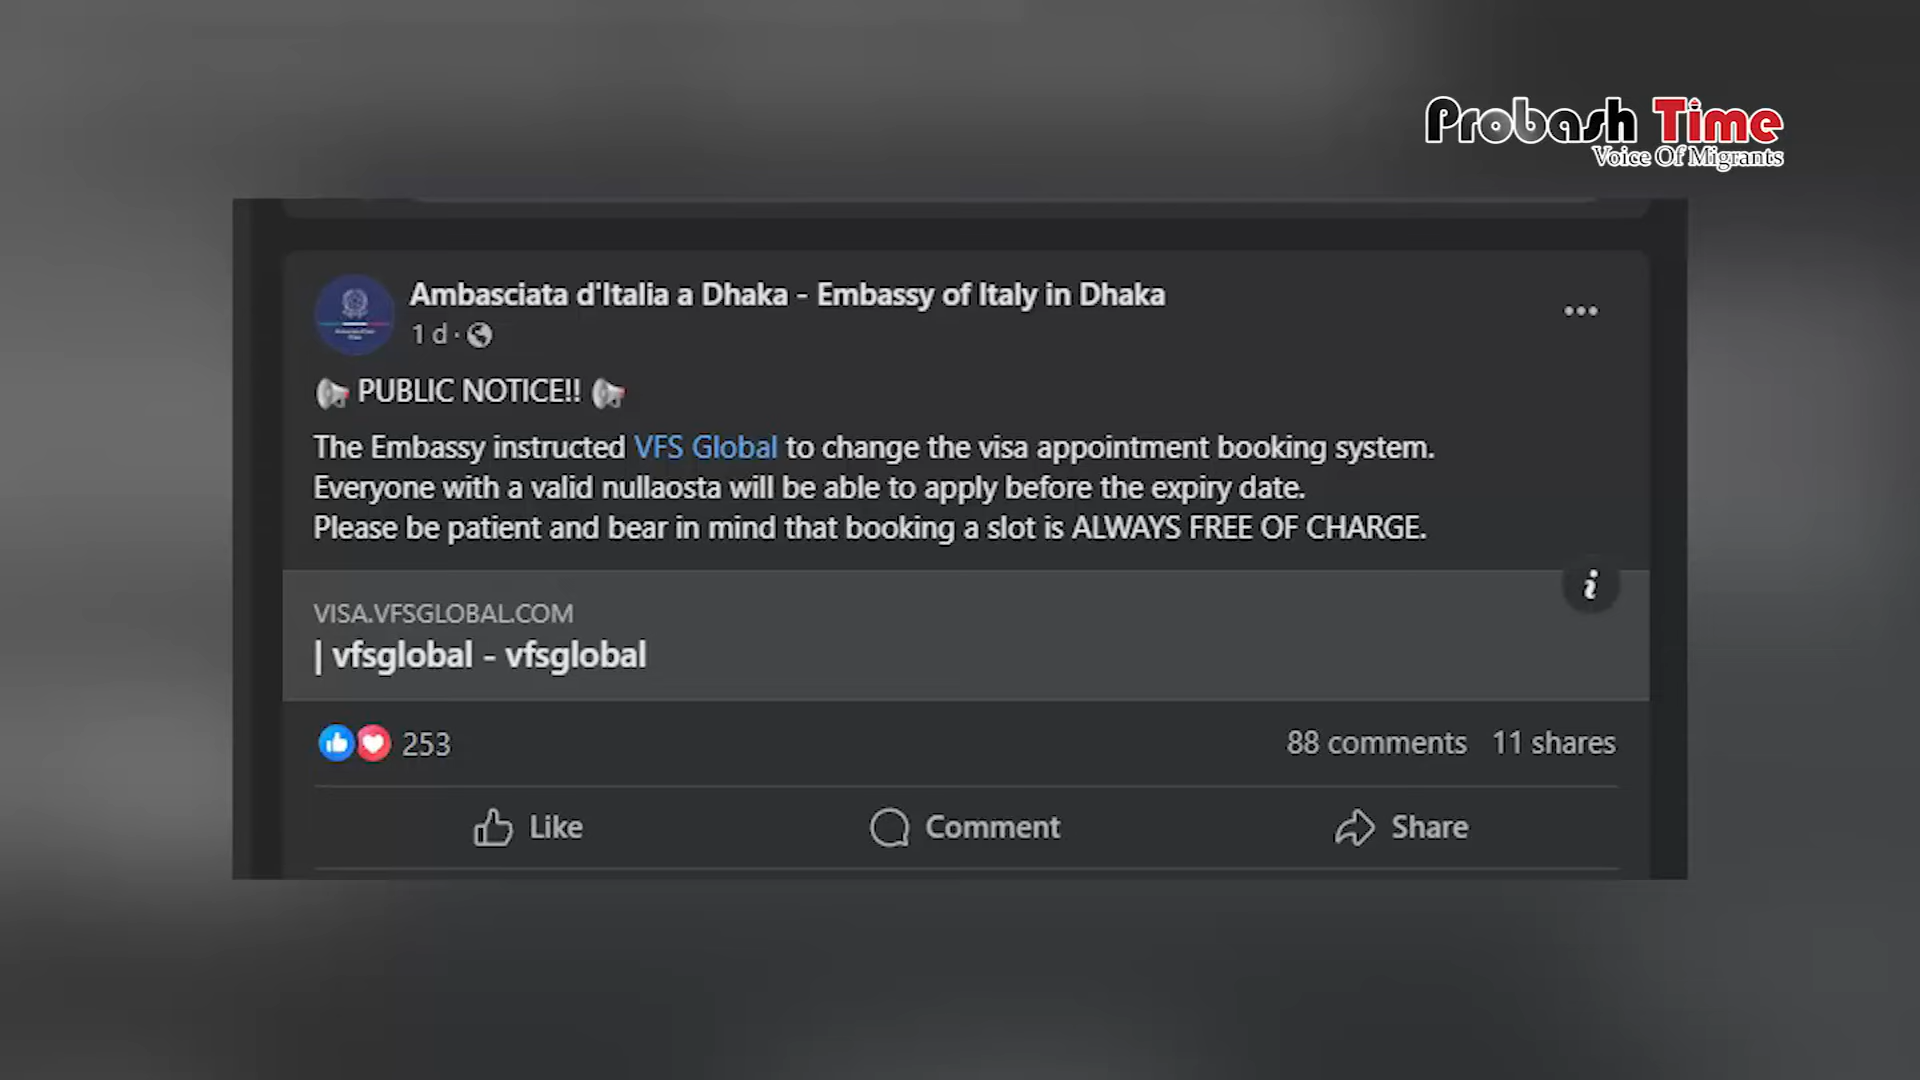 Probash Time
Voice Of Migrants
Ambasciata d'Italia a Dhaka - Embassy of Italy in Dhaka
1 d ·
PUBLIC NOTICE!!
The Embassy instructed VFS Global to change the visa appointment booking system.
Everyone with a valid nullaosta will be able to apply before the expiry date.
Please be patient and bear in mind that booking a slot is ALWAYS FREE OF CHARGE.
VISA.VFSGLOBAL.COM
| vfsglobal - vfsglobal
253
88 comments 11 shares
Like Comment Share